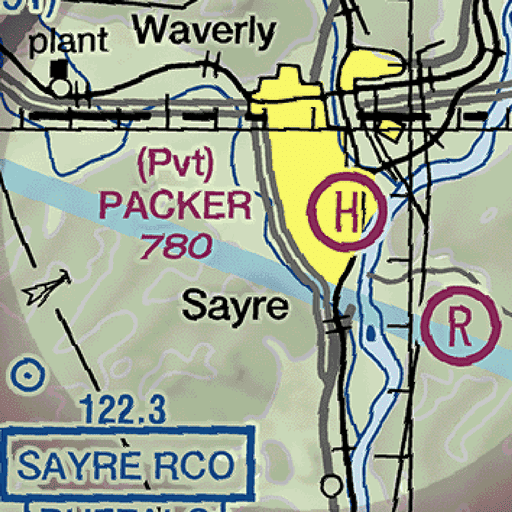 plant
Waverly
(Pvt)
PACKER
780
H
Sayre
R
122.3
SAYRE RCO